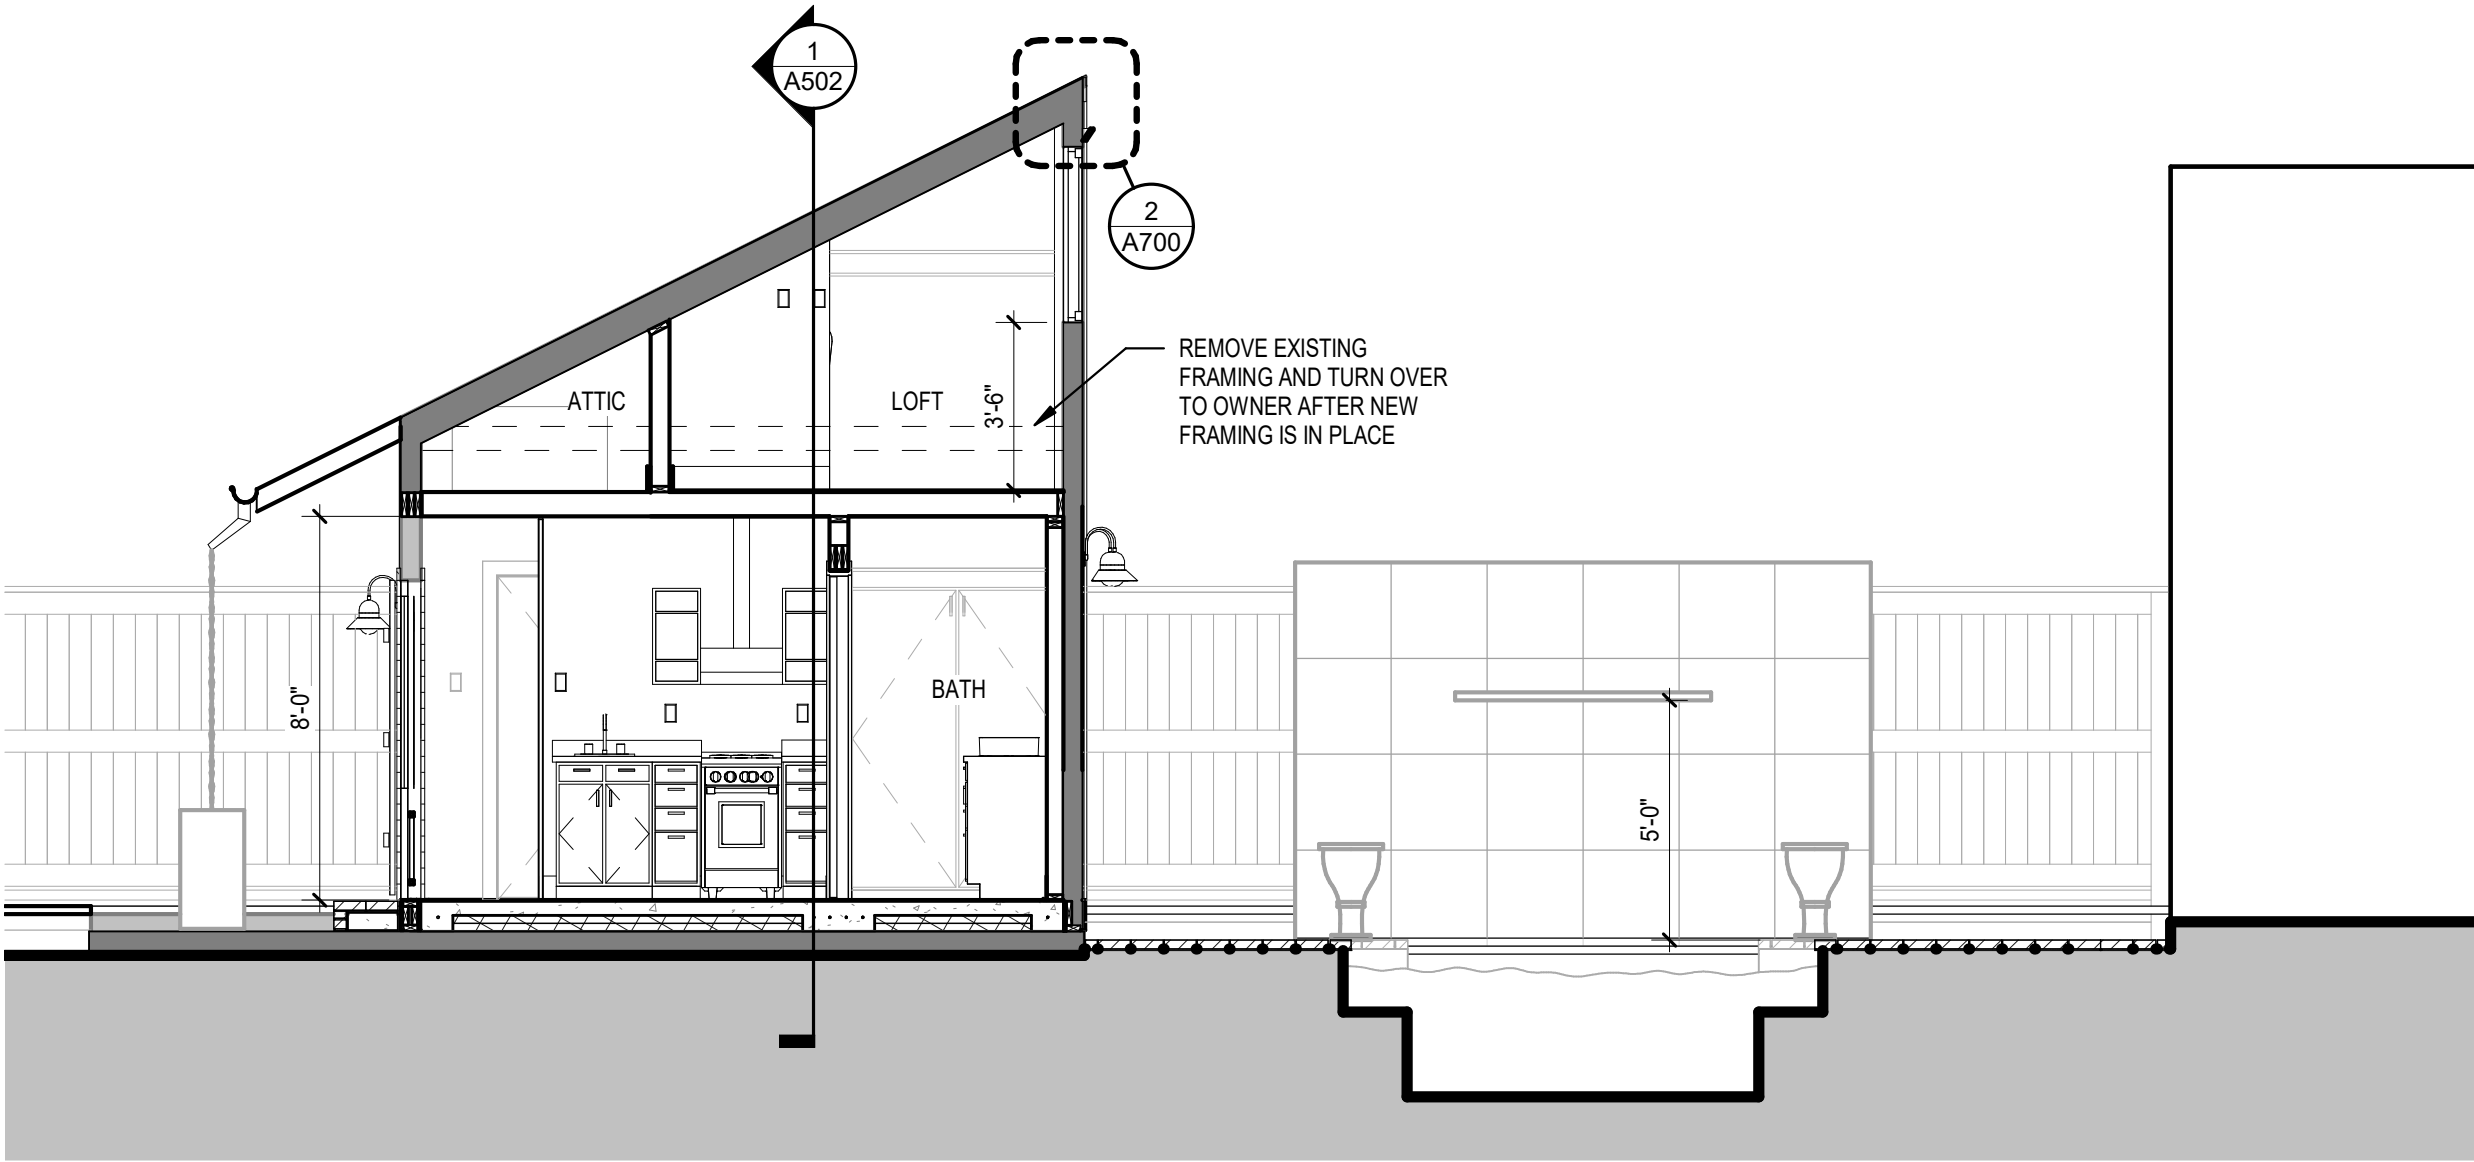 1
A502
2
A700
REMOVE EXISTING
FRAMING AND TURN OVER
TO OWNER AFTER NEW
FRAMING IS IN PLACE
ATTIC
LOFT
3'-6"
8'-0"
BATH
5'-0"